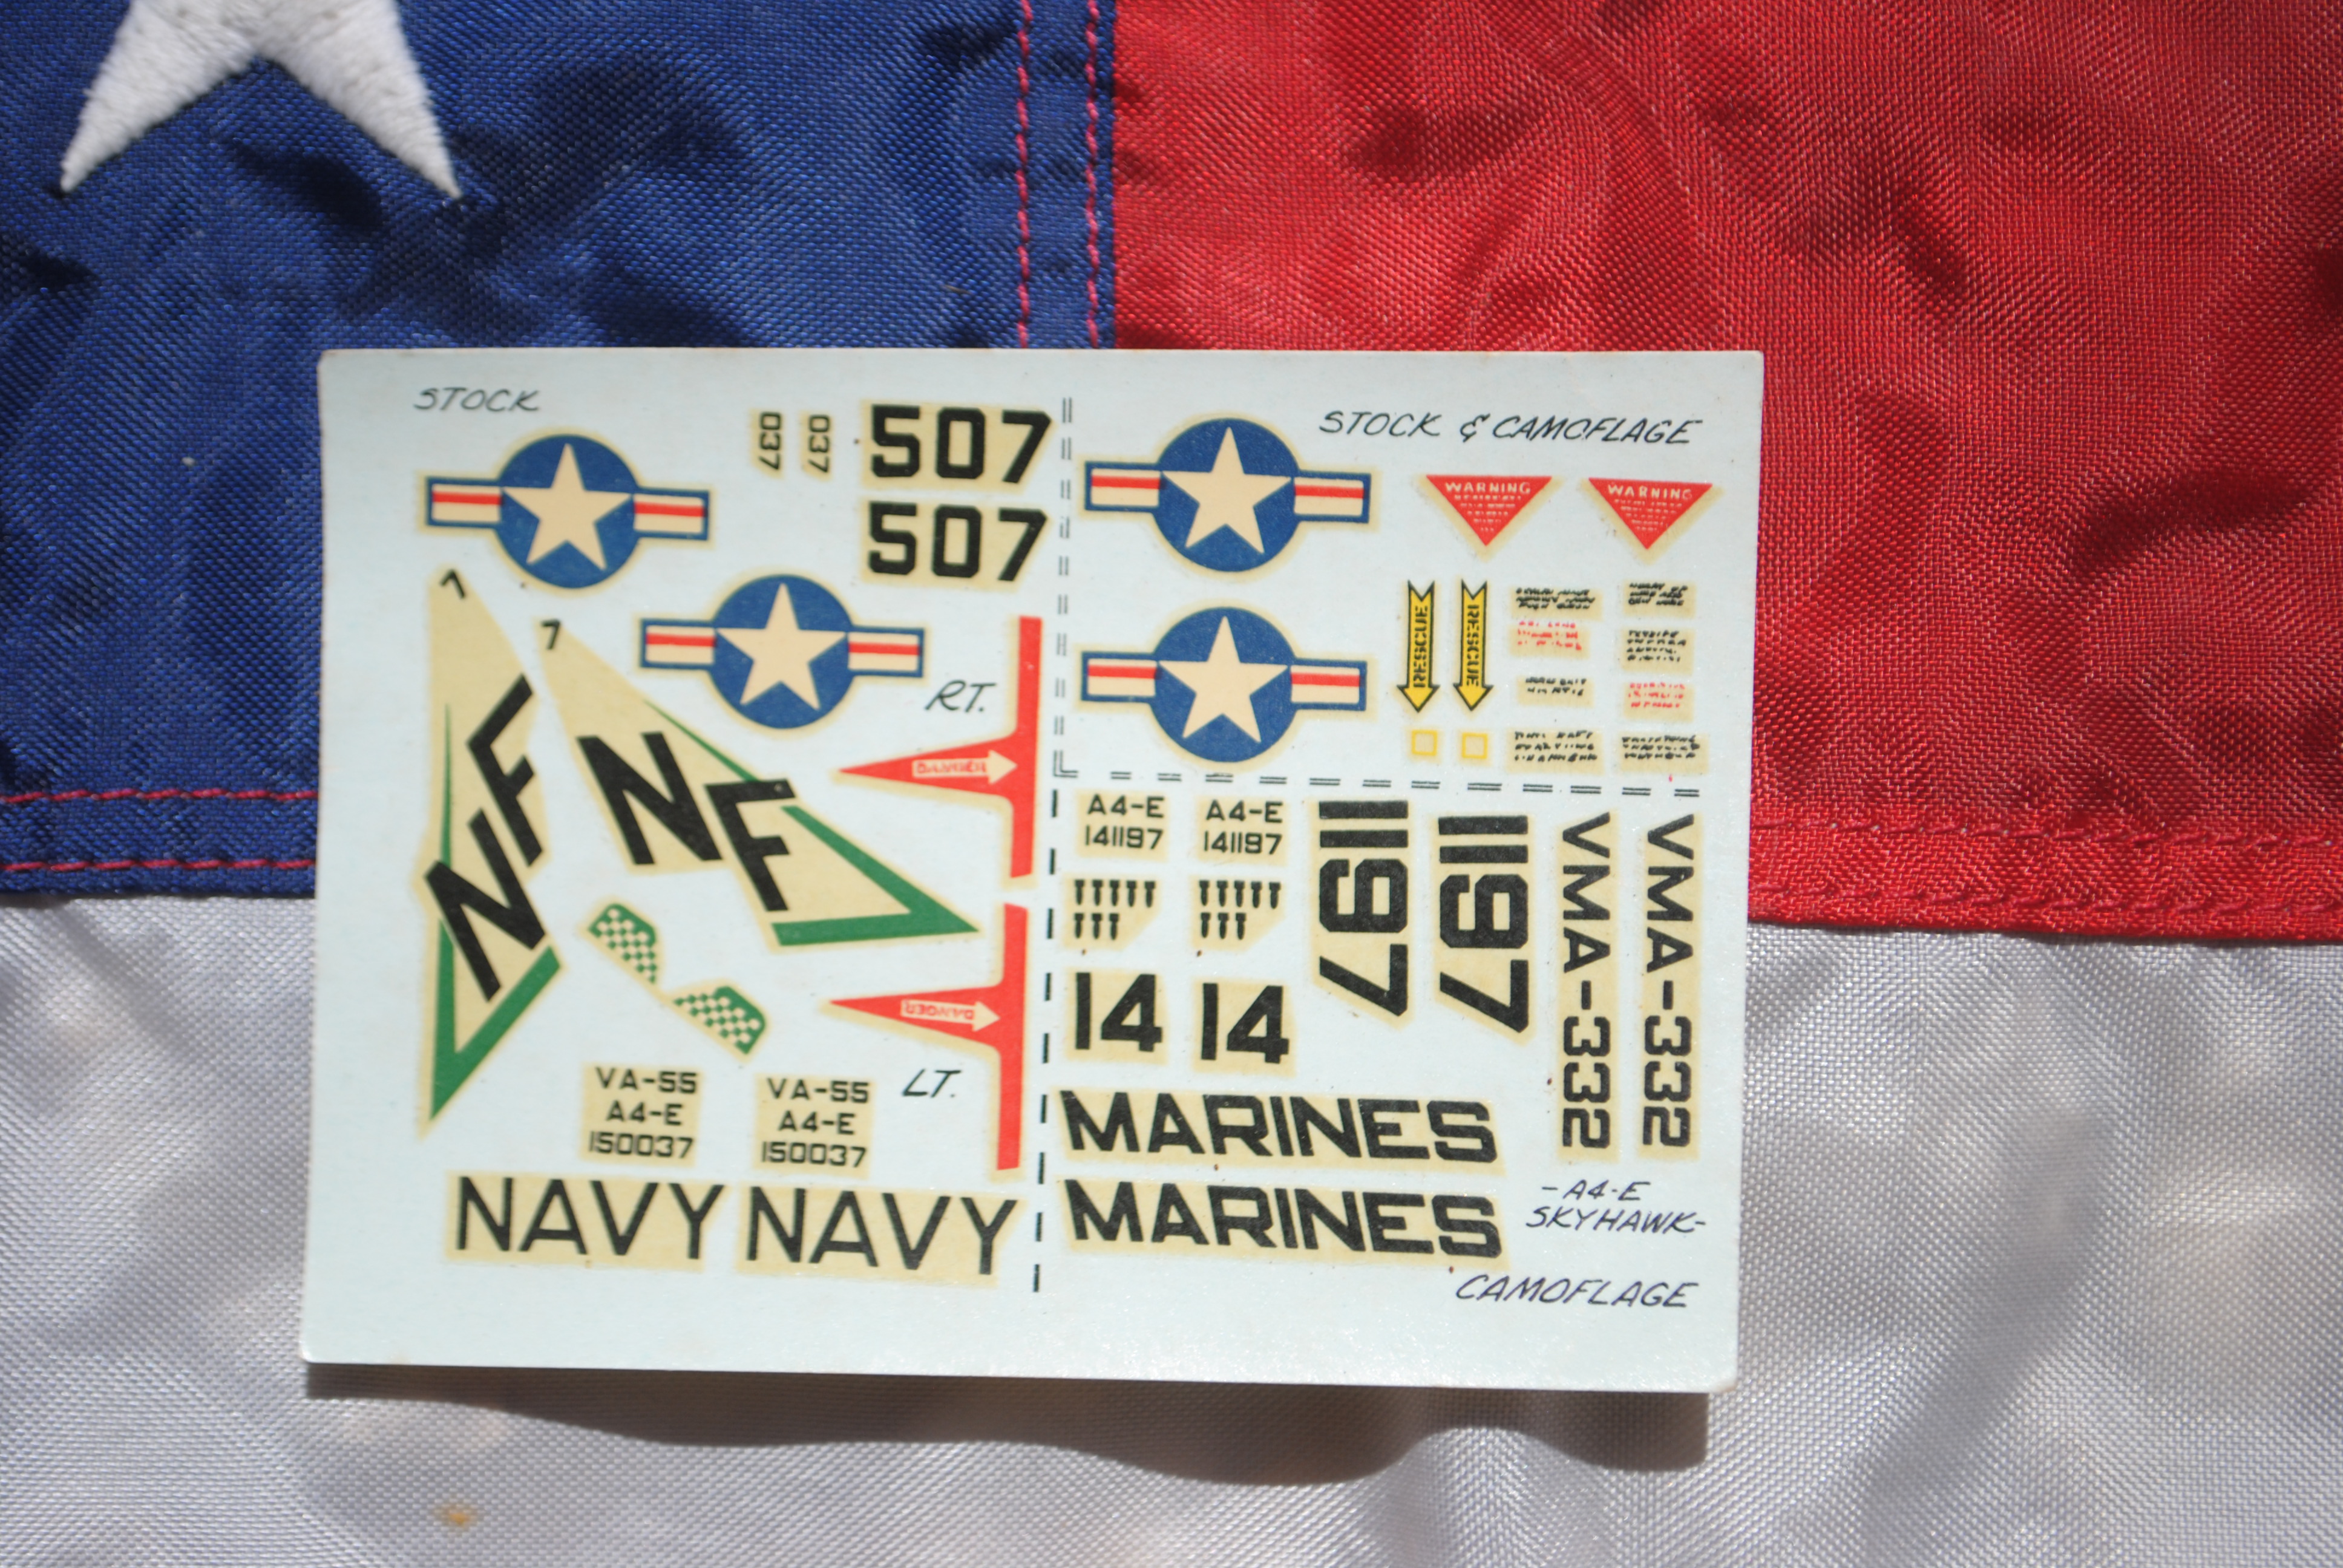 STOCK
037
037
507
507
7
7
NF
NF
RT.
DANGER
DANGER
LT.
VA-55
A4-E
150037
VA-55
A4-E
150037
NAVY
NAVY
STOCK & CAMOFLAGE
WARNING
WARNING
RESCUE
RESCUE
A4-E
141197
A4-E
141197
1197
1197
VMA-332
VMA-332
14
14
MARINES
MARINES
-A4-E
SKYHAWK-
CAMOFLAGE